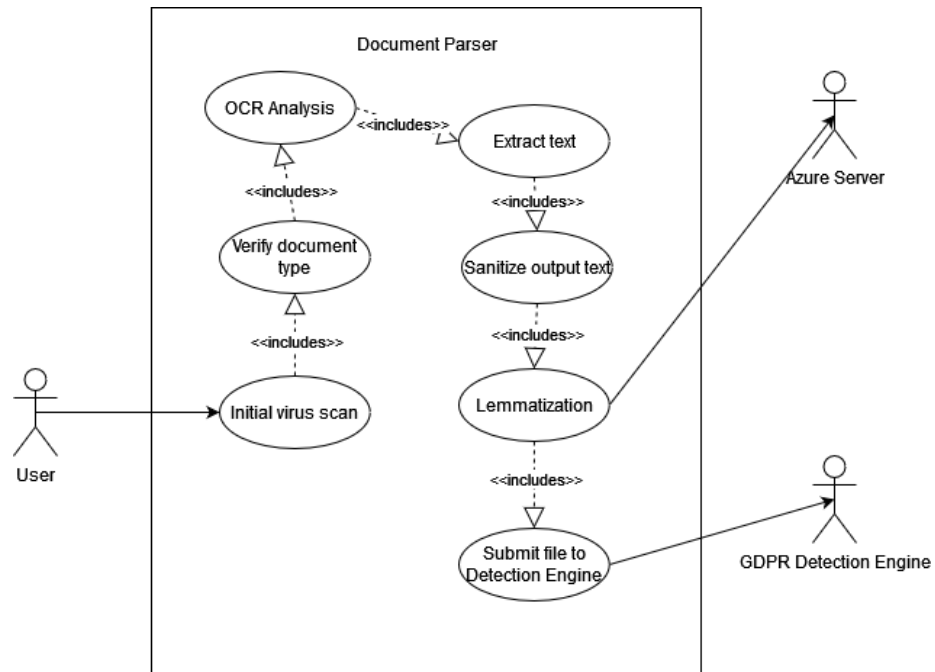 Document Parser
OCR Analysis
<<includes>>
Extract text
Azure Server
<<includes>>
<<includes>>
Verify document
type
Sanitize output text
<<includes>>
<<includes>>
Initial virus scan
Lemmatization
User
<<includes>>
Submit file to
Detection Engine
GDPR Detection Engine